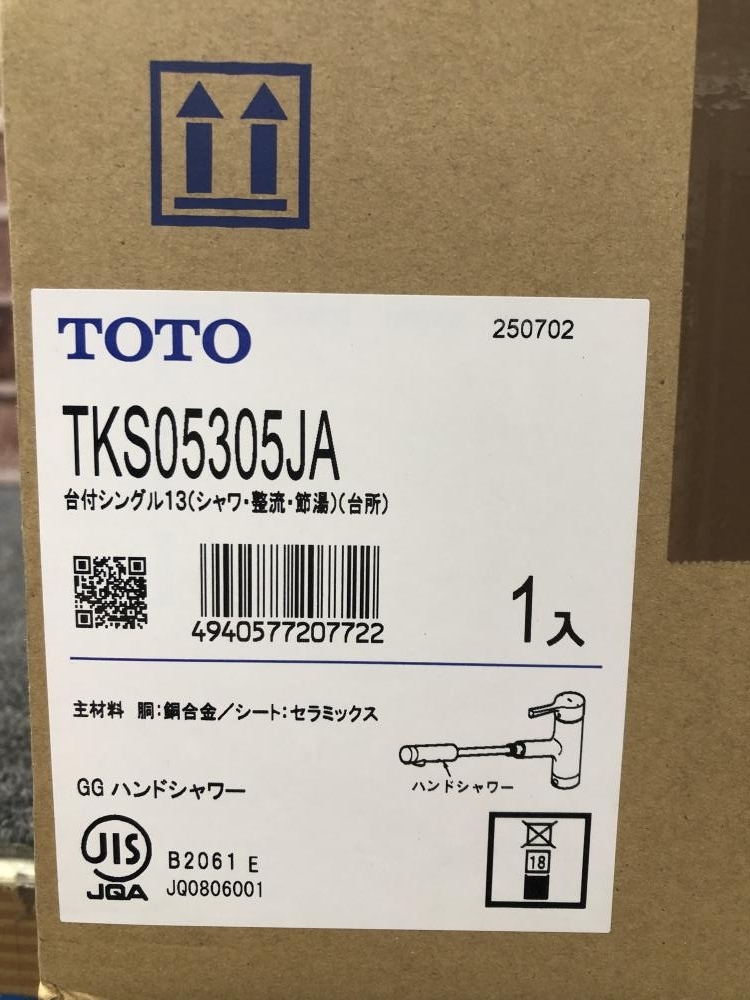 TOTO
250702
TKS05305JA
台付シングル13(シャワ・整流・節湯)(台所)
4940577207722
1入
主材料 胴:銅合金/シート:セラミックス
ハンドシャワー
GG ハンドシャワー
JIS
JQA
B2061 E
JQ0806001
18